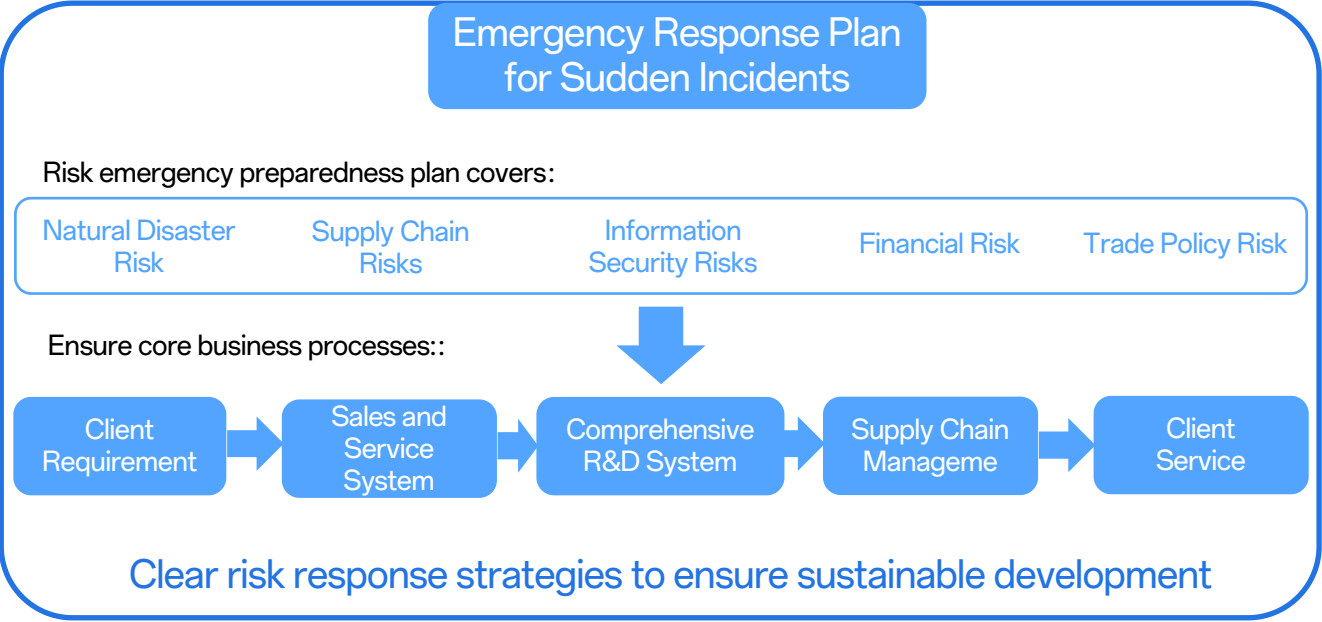 Emergency Response Plan
for Sudden Incidents
Risk emergency preparedness plan covers:
Natural Disaster
Risk
Supply Chain
Risks
Information
Security Risks
Financial Risk
Trade Policy Risk
Ensure core business processes::
Client
Requirement
Sales and
Service
System
Comprehensive
R&D System
Supply Chain
Manageme
Client
Service
Clear risk response strategies to ensure sustainable development